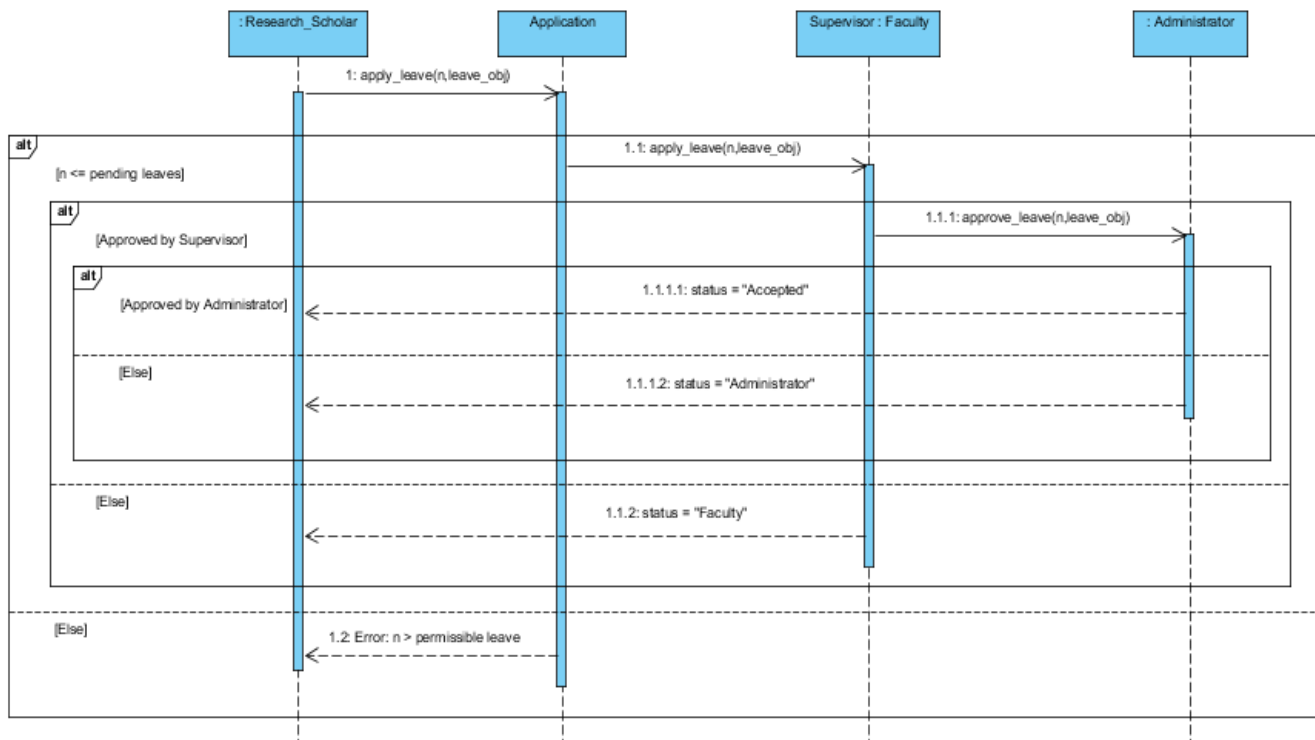 : Research_Scholar
Application
Supervisor : Faculty
: Administrator
1: apply_leave(n,leave_obj)
alt
1.1: apply_leave(n,leave_obj)
[n <= pending leaves]
alt
1.1.1: approve_leave(n,leave_obj)
[Approved by Supervisor]
alt
1.1.1.1: status = "Accepted"
[Approved by Administrator]
[Else]
1.1.1.2: status = "Administrator"
[Else]
1.1.2: status = "Faculty"
[Else]
1.2: Error: n > permissible leave